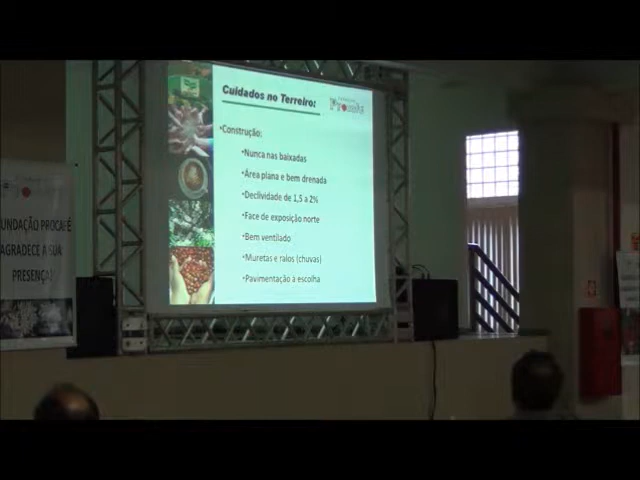 Cuidados no Terreiro:
Procafé
•Construção:
•Nunca nas baixadas
•Área plana e bem drenada
•Declividade de 1,5 a 2%
•Face de exposição norte
•Bem ventilado
•Muretas e ralos (chuvas)
•Pavimentação à escolha
UNDAÇÃO PROCAFÉ
AGRADECE A SUA
PRESENÇA